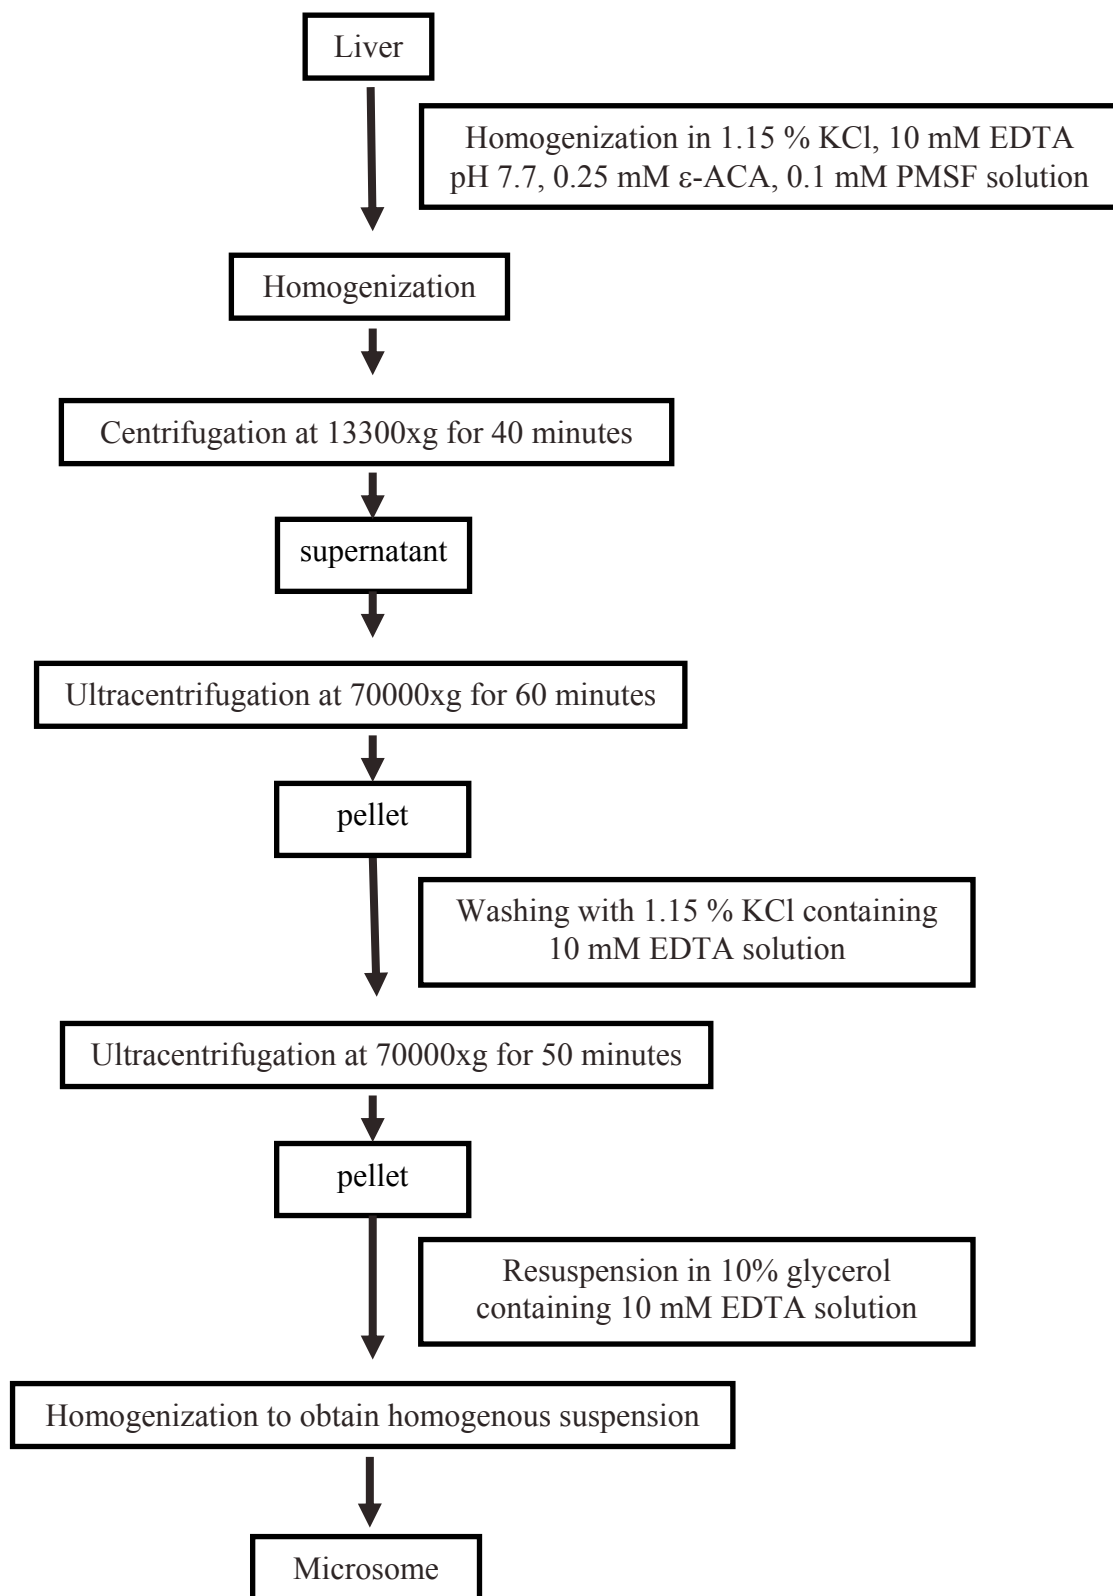 Liver
Homogenization in 1.15 % KCl, 10 mM EDTA
pH 7.7, 0.25 mM ε-ACA, 0.1 mM PMSF solution
Homogenization
Centrifugation at 13300xg for 40 minutes
supernatant
Ultracentrifugation at 70000xg for 60 minutes
pellet
Washing with 1.15 % KCl containing
10 mM EDTA solution
Ultracentrifugation at 70000xg for 50 minutes
pellet
Resuspension in 10% glycerol
containing 10 mM EDTA solution
Homogenization to obtain homogenous suspension
Microsome